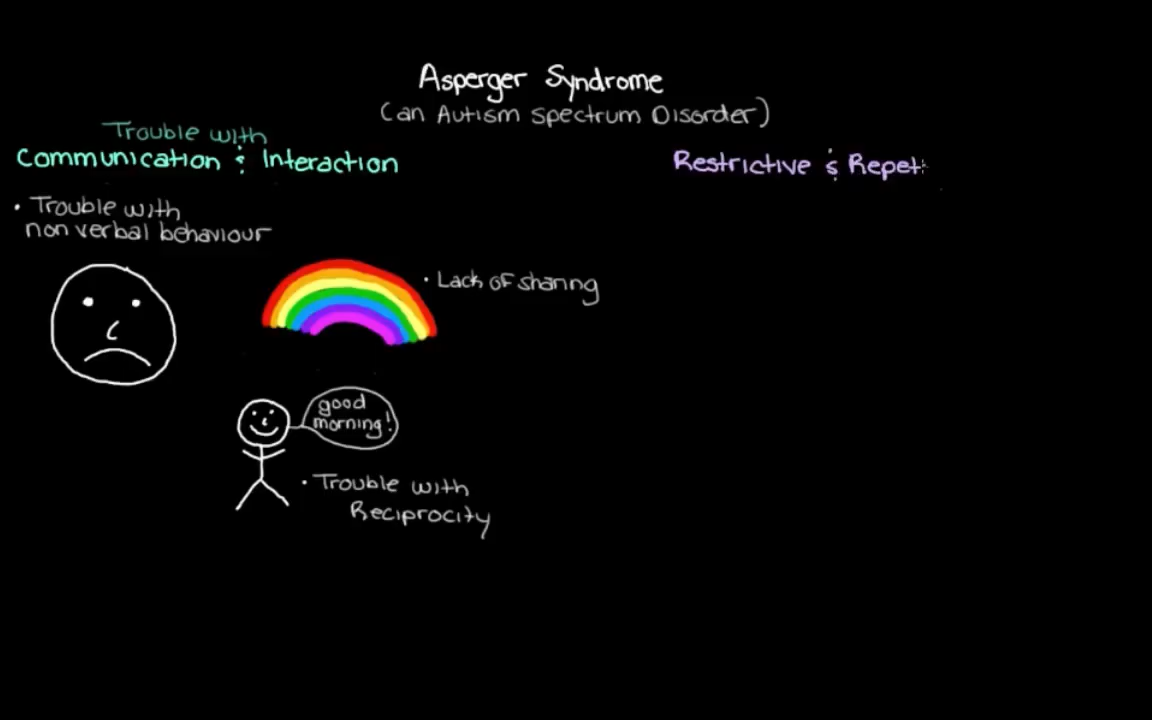 Asperger Syndrome
(an Autism Spectrum Disorder)
Trouble with
Communication & Interaction
Restrictive & Repeti
• Trouble with
non verbal behaviour
• Lack of sharing
good
morning!
• Trouble with
Reciprocity